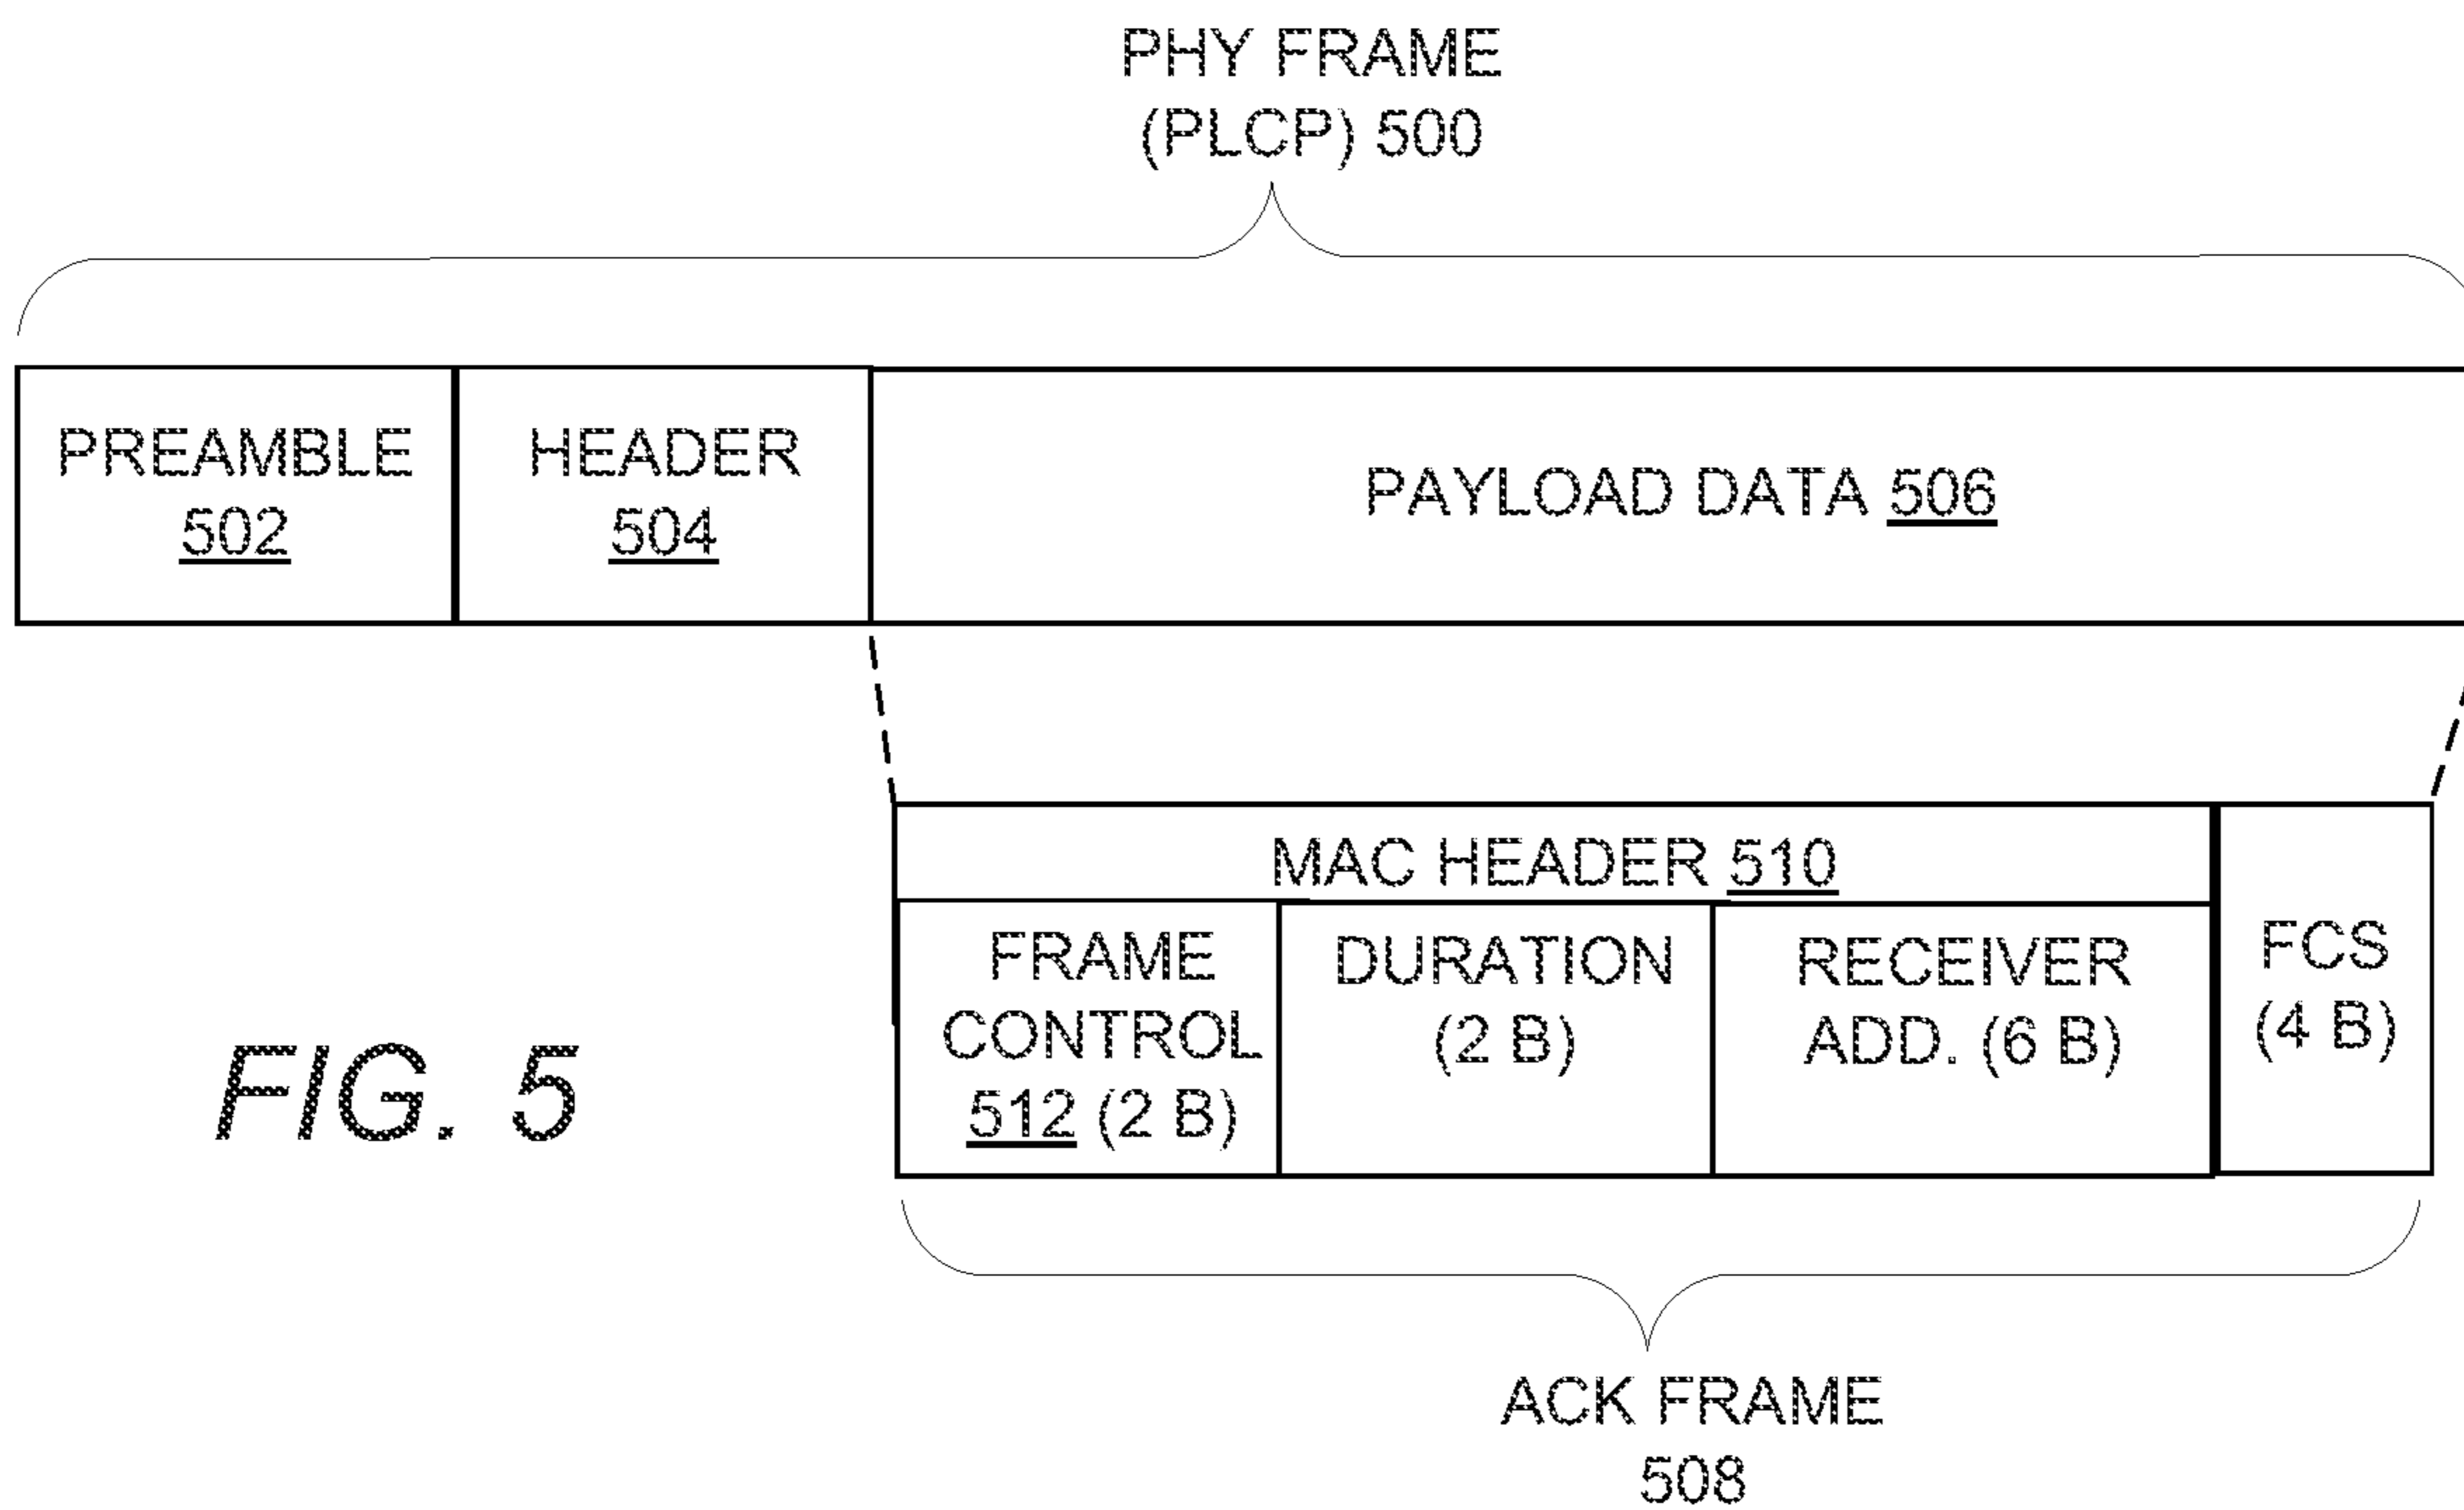 PHY FRAME
(PLCP) 500
PREAMBLE
502
HEADER
504
PAYLOAD DATA 506
MAC HEADER 510
FRAME
CONTROL
512 (2 B)
DURATION
(2 B)
RECEIVER
ADD. (6 B)
FCS
(4 B)
FIG. 5
ACK FRAME
508